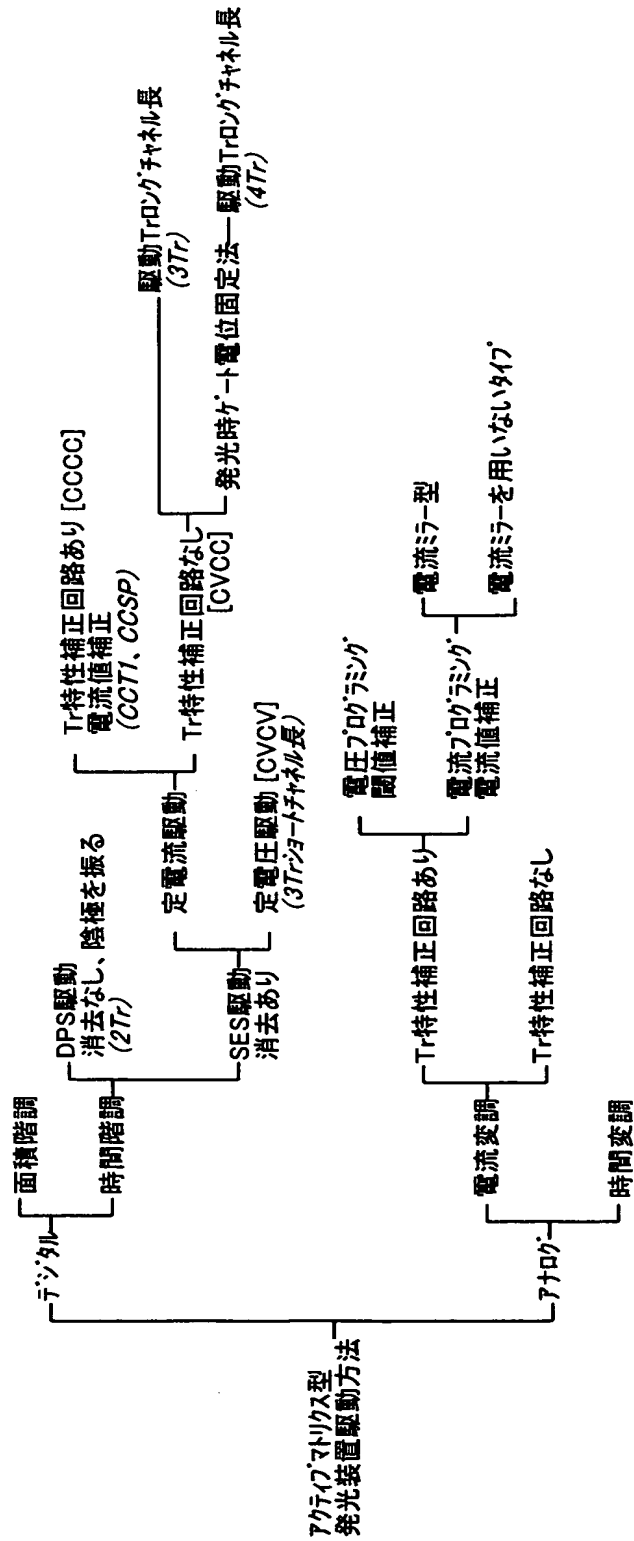 アクティブマトリクス型
発光装置駆動方法
デジタル
面積階調
時間階調
DPS駆動
消去なし、陰極を振る
(2Tr)
SES駆動
消去あり
定電流駆動
Tr特性補正回路あり [CCCC]
電流値補正
(CCT1、CCSP)
Tr特性補正回路なし
[CVCC]
駆動Trロングチャネル長
(3Tr)
発光時ゲート電位固定法
駆動Trロングチャネル長
(4Tr)
定電圧駆動 [CVCV]
(3Trショートチャネル長)
アナログ
電流変調
Tr特性補正回路あり
電圧プログラミング
閾値補正
電流プログラミング
電流値補正
電流ミラー型
電流ミラーを用いないタイプ
Tr特性補正回路なし
時間変調